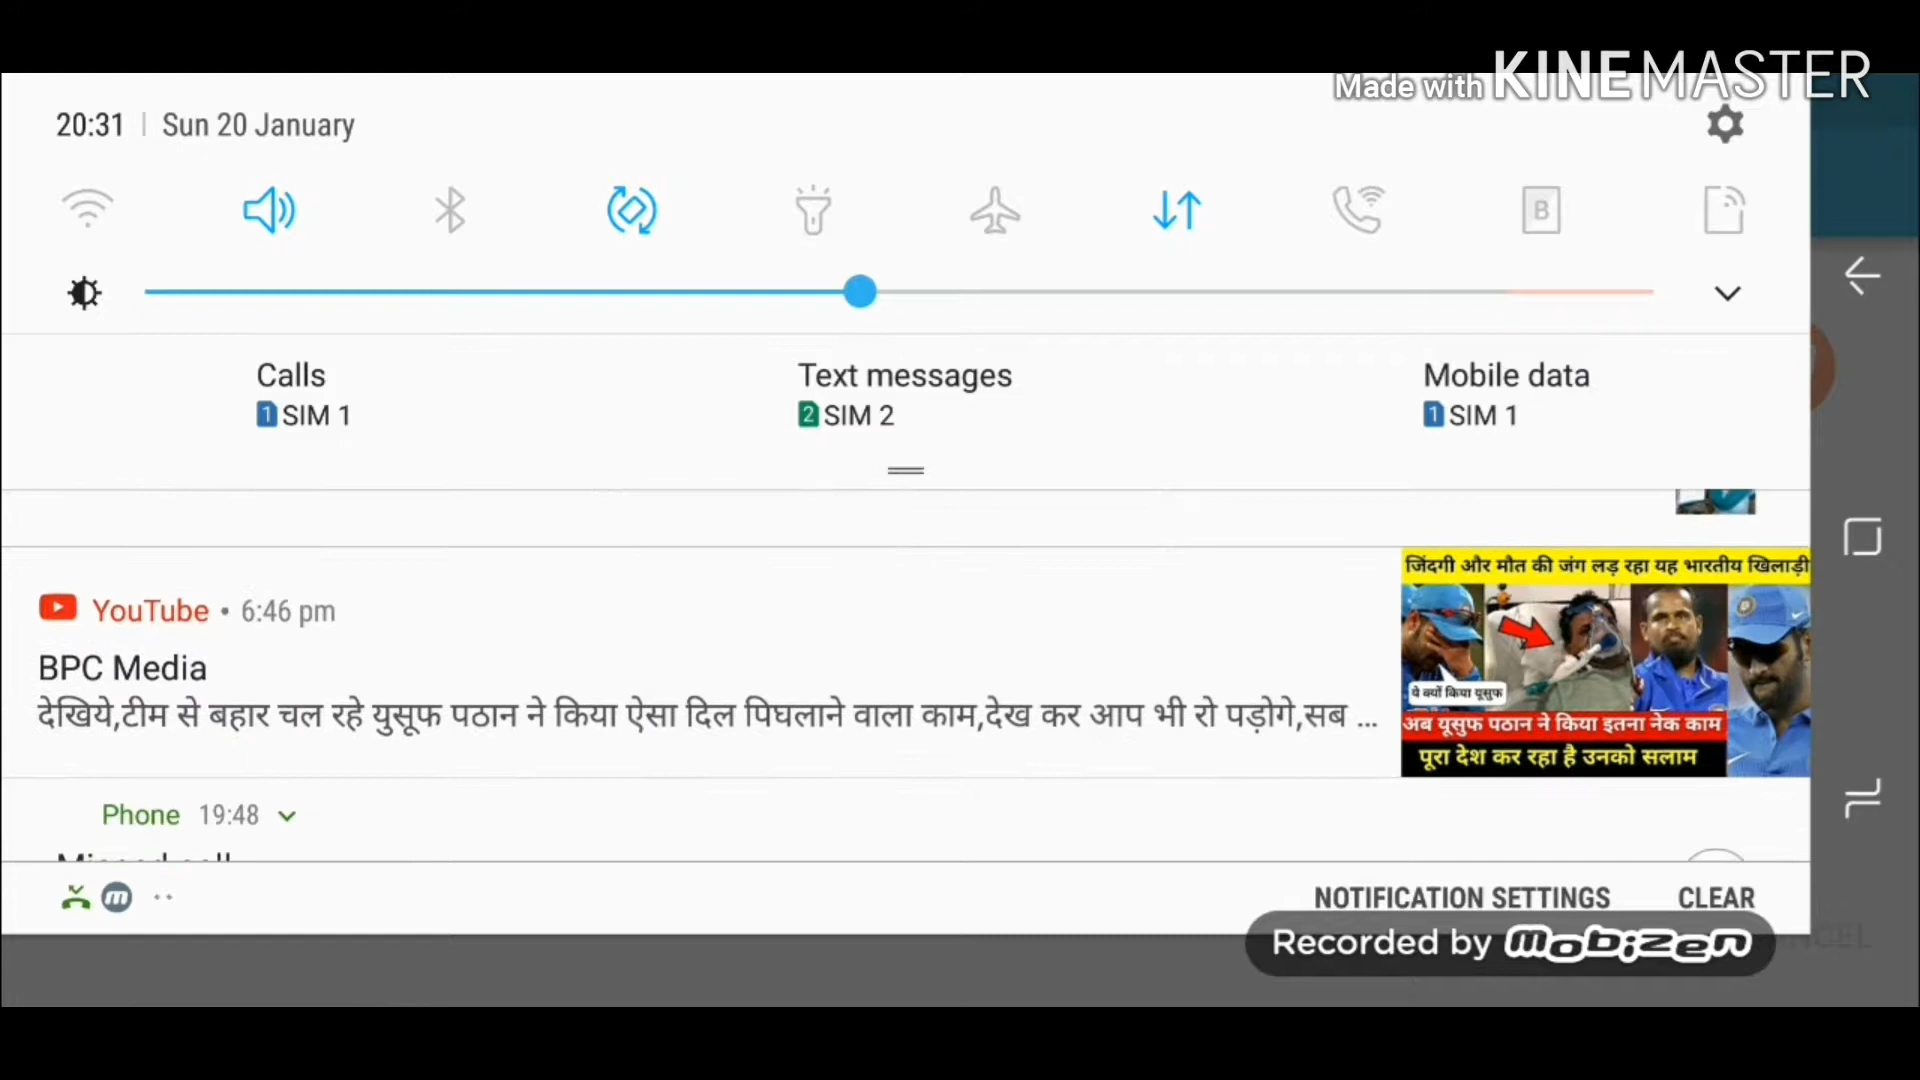 Made with KINEMASTER
20:31 | Sun 20 January
B
Calls
1 SIM 1
Text messages
2 SIM 2
Mobile data
1 SIM 1
YouTube • 6:46 pm
BPC Media
देखिये,टीम से बहार चल रहे युसूफ पठान ने किया ऐसा दिल पिघलाने वाला काम,देख कर आप भी रो पड़ोगे,सब ...
जिंदगी और मौत की जंग लड़ रहा यह भारतीय खिलाड़ी
ये क्यों किया यूसुफ
अब यूसुफ पठान ने किया इतना नेक काम
पूरा देश कर रहा है उनको सलाम
Phone 19:48
Missed call
m
NOTIFICATION SETTINGS
CLEAR
Recorded by mobizen